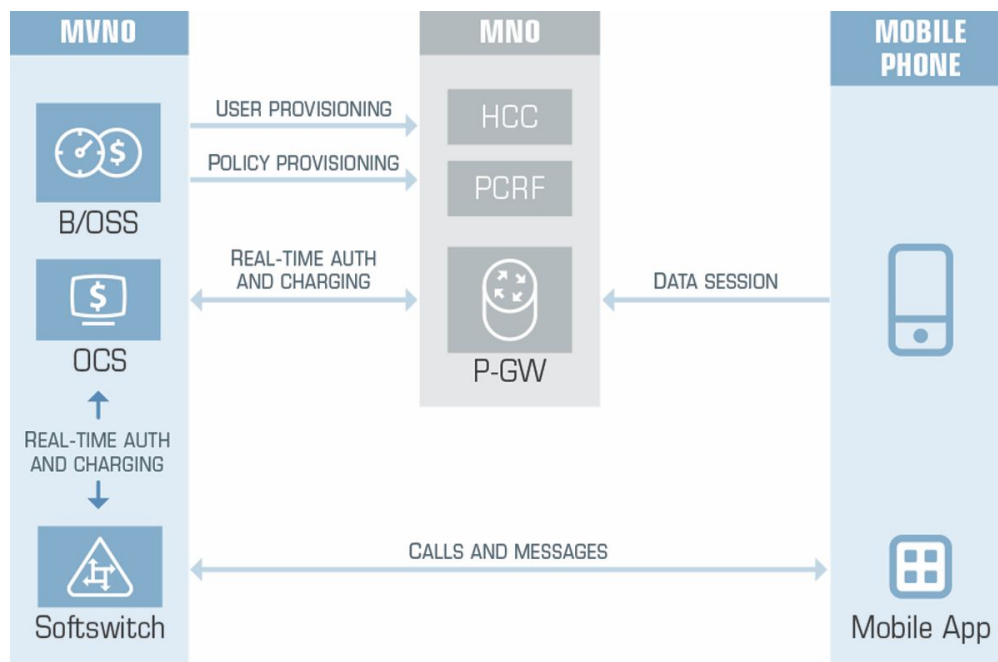 MVNO
MNO
MOBILE
PHONE
USER PROVISIONING
HCC
POLICY PROVISIONING
PCRF
B/OSS
REAL-TIME AUTH
AND CHARGING
DATA SESSION
$
$
OCS
P-GW
REAL-TIME AUTH
AND CHARGING
CALLS AND MESSAGES
Softswitch
Mobile App